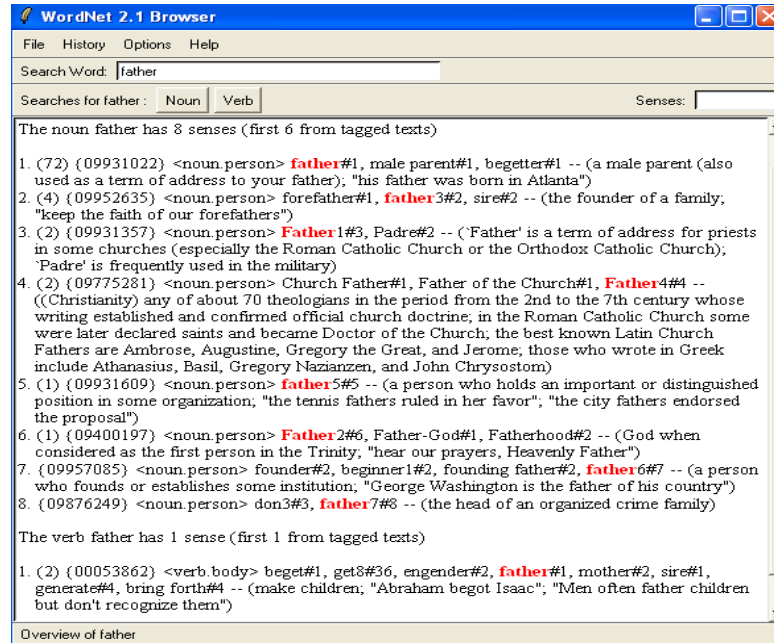 WordNet 2.1 Browser
File History Options Help
Search Word: father
Searches for father : Noun Verb Senses:
The noun father has 8 senses (first 6 from tagged texts)
1. (72) {09931022} <noun.person> father#1, male parent#1, begetter#1 -- (a male parent (also
used as a term of address to your father); "his father was born in Atlanta")
2. (4) {09952635} <noun.person> forefather#1, father3#2, sire#2 -- (the founder of a family;
"keep the faith of our forefathers")
3. (2) {09931357} <noun.person> Father1#3, Padre#2 -- (`Father' is a term of address for priests
in some churches (especially the Roman Catholic Church or the Orthodox Catholic Church);
`Padre' is frequently used in the military)
4. (2) {09775281} <noun.person> Church Father#1, Father of the Church#1, Father4#4 --
((Christianity) any of about 70 theologians in the period from the 2nd to the 7th century whose
writing established and confirmed official church doctrine; in the Roman Catholic Church some
were later declared saints and became Doctor of the Church; the best known Latin Church
Fathers are Ambrose, Augustine, Gregory the Great, and Jerome; those who wrote in Greek
include Athanasius, Basil, Gregory Nazianzen, and John Chrysostom)
5. (1) {09931609} <noun.person> father5#5 -- (a person who holds an important or distinguished
position in some organization; "the tennis fathers ruled in her favor"; "the city fathers endorsed
the proposal")
6. (1) {09400197} <noun.person> Father2#6, Father-God#1, Fatherhood#2 -- (God when
considered as the first person in the Trinity; "hear our prayers, Heavenly Father")
7. {09957085} <noun.person> founder#2, beginner1#2, founding father#2, father6#7 -- (a person
who founds or establishes some institution; "George Washington is the father of his country")
8. {09876249} <noun.person> don3#3, father7#8 -- (the head of an organized crime family)
The verb father has 1 sense (first 1 from tagged texts)
1. (2) {00053862} <verb.body> beget#1, get8#36, engender#2, father#1, mother#2, sire#1,
generate#4, bring forth#4 -- (make children; "Abraham begot Isaac"; "Men often father children
but don't recognize them")
Overview of father